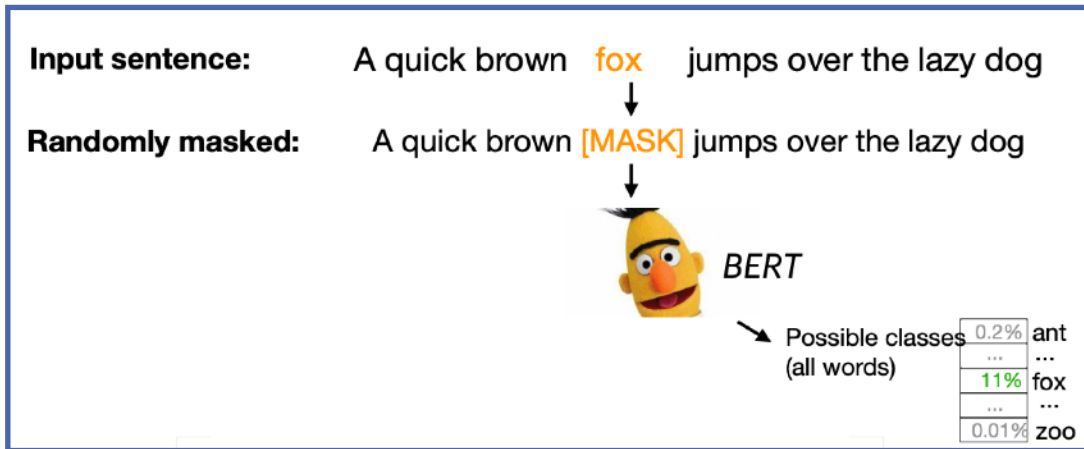 Input sentence: A quick brown fox jumps over the lazy dog
Randomly masked: A quick brown [MASK] jumps over the lazy dog
BERT
Possible classes
(all words)
0.2% ant
... ...
11% fox
... ...
0.01% zoo